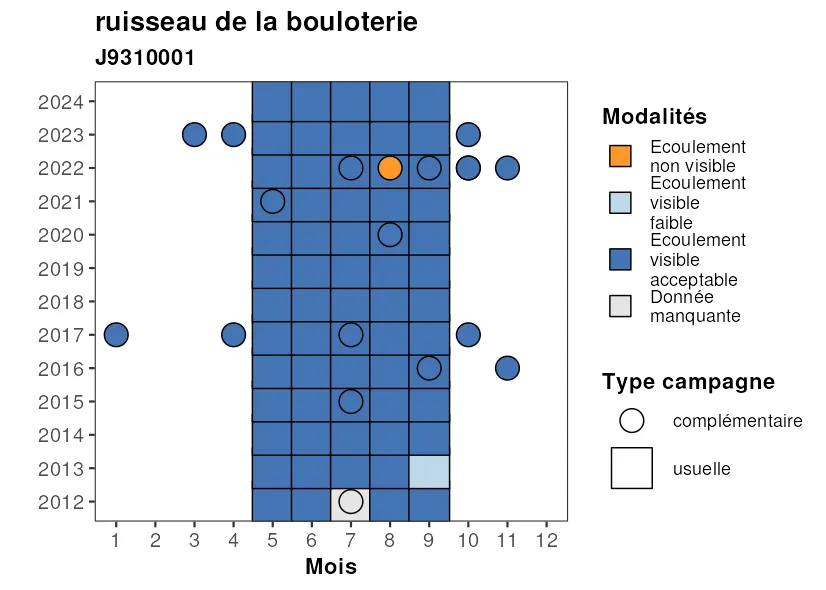 ruisseau de la bouloterie
J9310001
2024
2023
2022
2021
2020
2019
2018
2017
2016
2015
2014
2013
2012
1 2 3 4 5 6 7 8 9 10 11 12
Mois
Modalités
Ecoulement
non visible
Ecoulement
visible
faible
Ecoulement
visible
acceptable
Donnée
manquante
Type campagne
complémentaire
usuelle